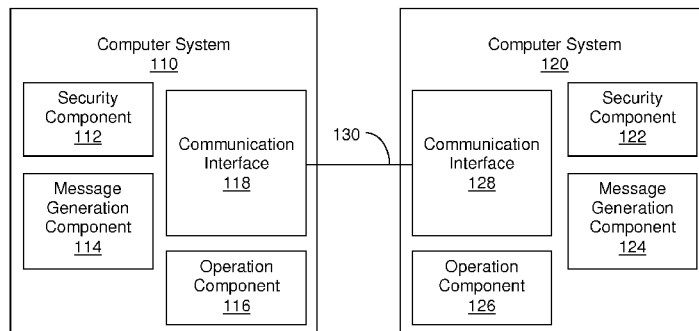 Computer System
110
Security
Component
112
Message
Generation
Component
114
Communication
Interface
118
Operation
Component
116
130
Computer System
120
Communication
Interface
128
Security
Component
122
Message
Generation
Component
124
Operation
Component
126